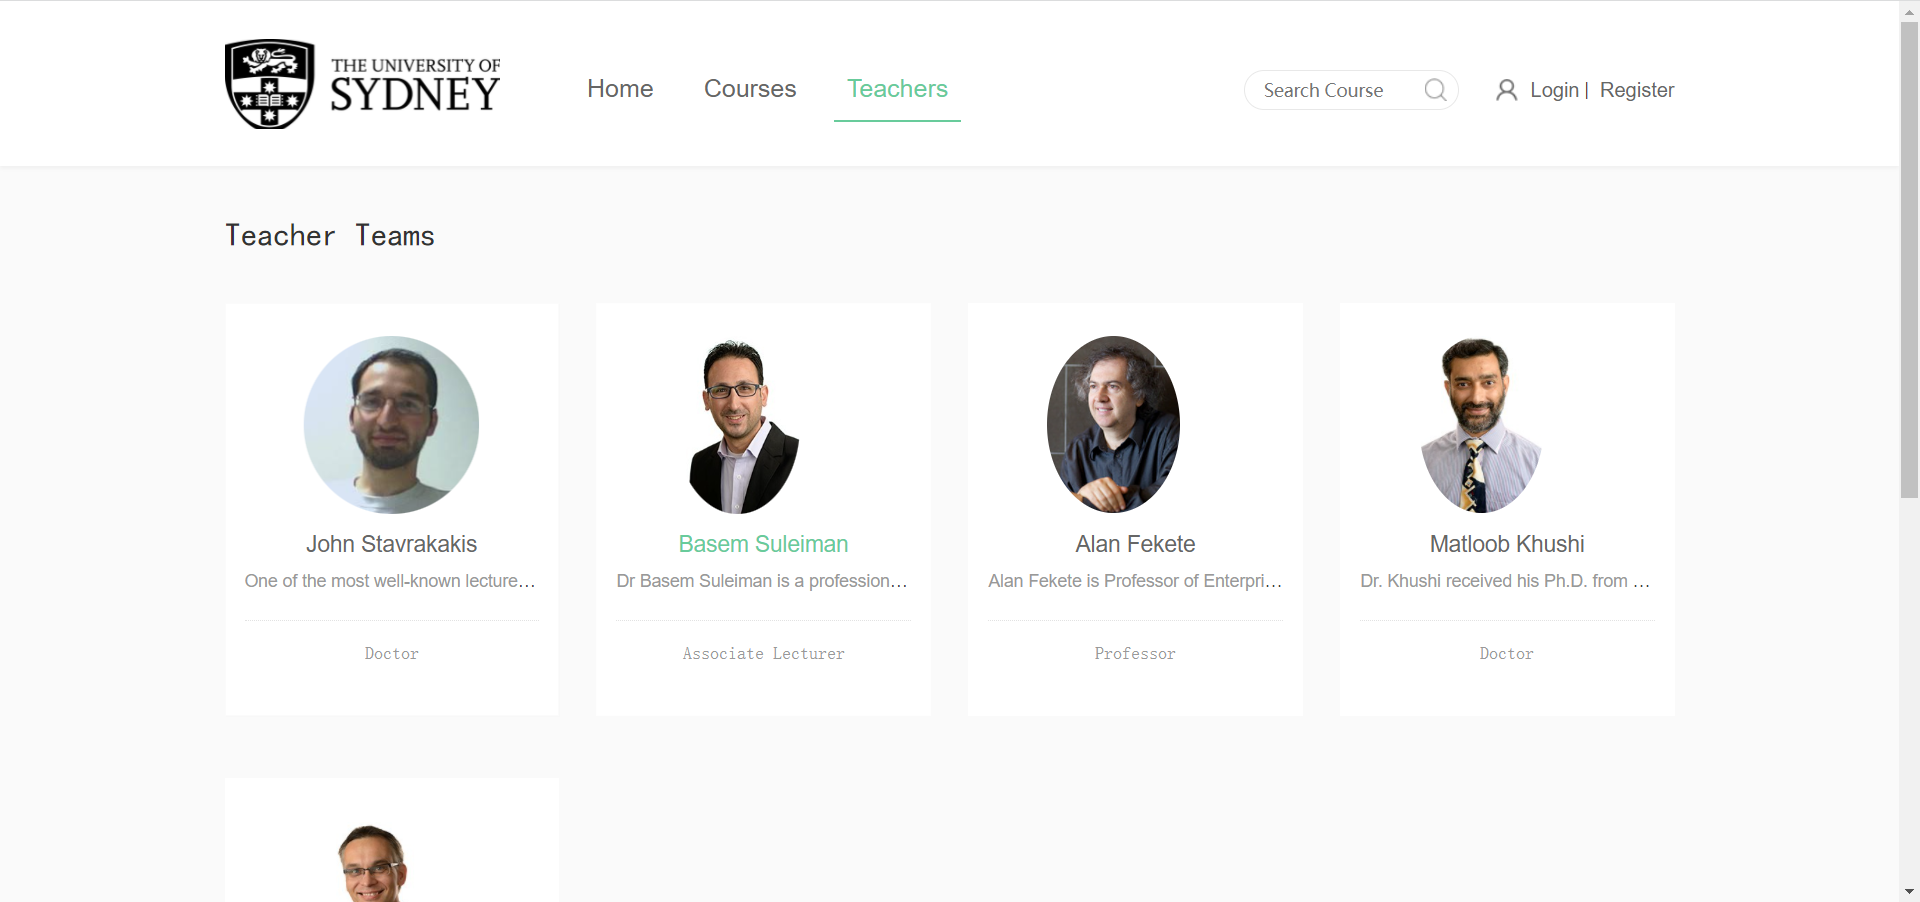 THE UNIVERSITY OF
SYDNEY
Home
Courses
Teachers
Search Course
Login | Register
Teacher Teams
John Stavrakakis
One of the most well-known lecture...
Doctor
Basem Suleiman
Dr Basem Suleiman is a profession...
Associate Lecturer
Alan Fekete
Alan Fekete is Professor of Enterpri...
Professor
Matloob Khushi
Dr. Khushi received his Ph.D. from ...
Doctor